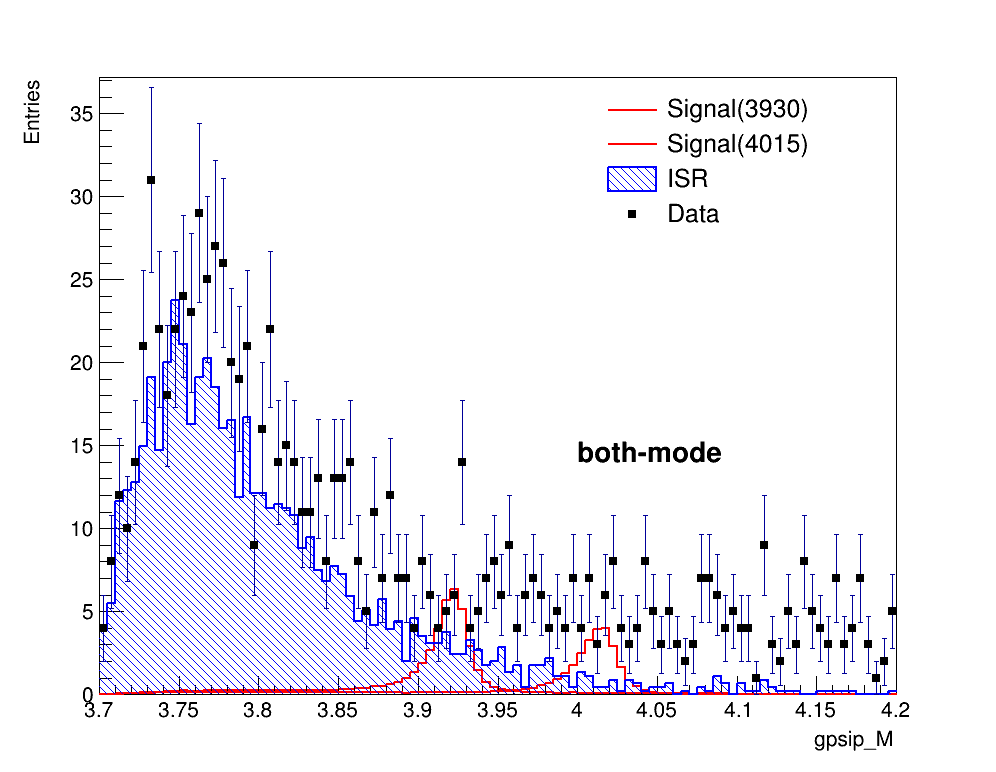 Entries
35
30
25
20
15
10
5
0
Signal(3930)
Signal(4015)
ISR
Data
both-mode
3.7 3.75 3.8 3.85 3.9 3.95 4 4.05 4.1 4.15 4.2
gpsip_M